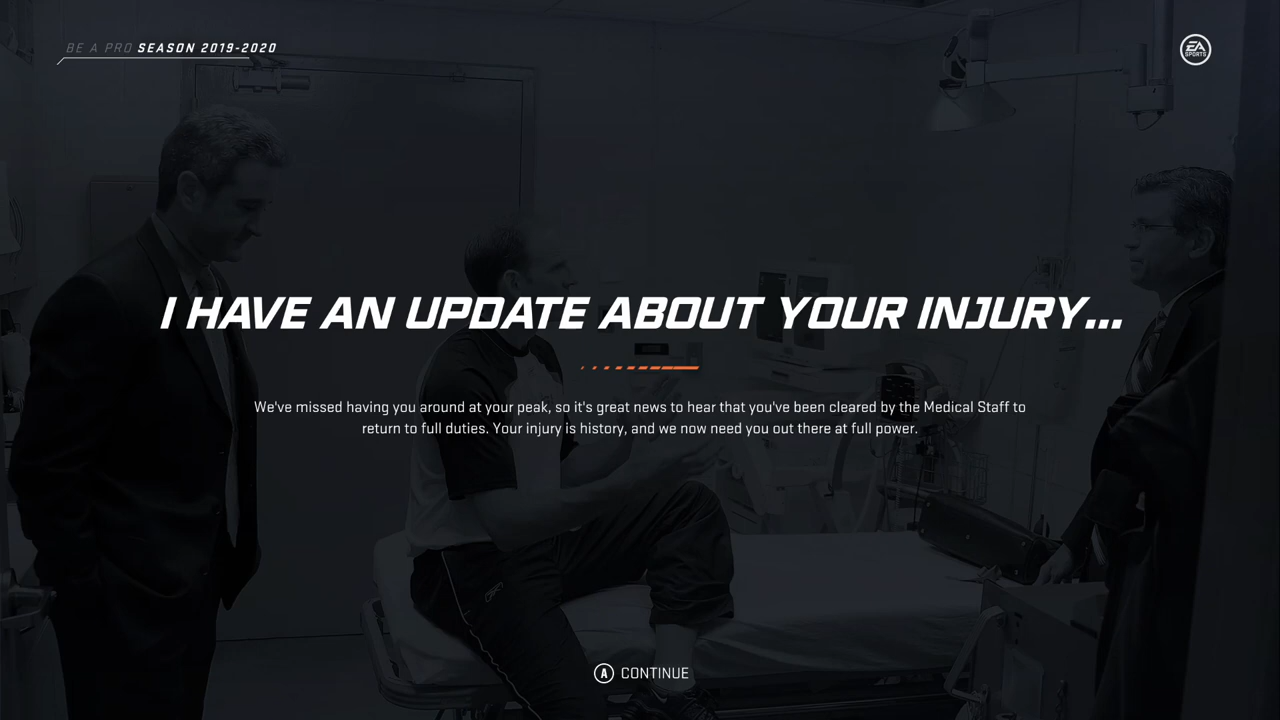 BE A PRO SEASON 2019-2020
EA
SPORTS
I HAVE AN UPDATE ABOUT YOUR INJURY...
We've missed having you around at your peak, so it's great news to hear that you've been cleared by the Medical Staff to
return to full duties. Your injury is history, and we now need you out there at full power.
A CONTINUE